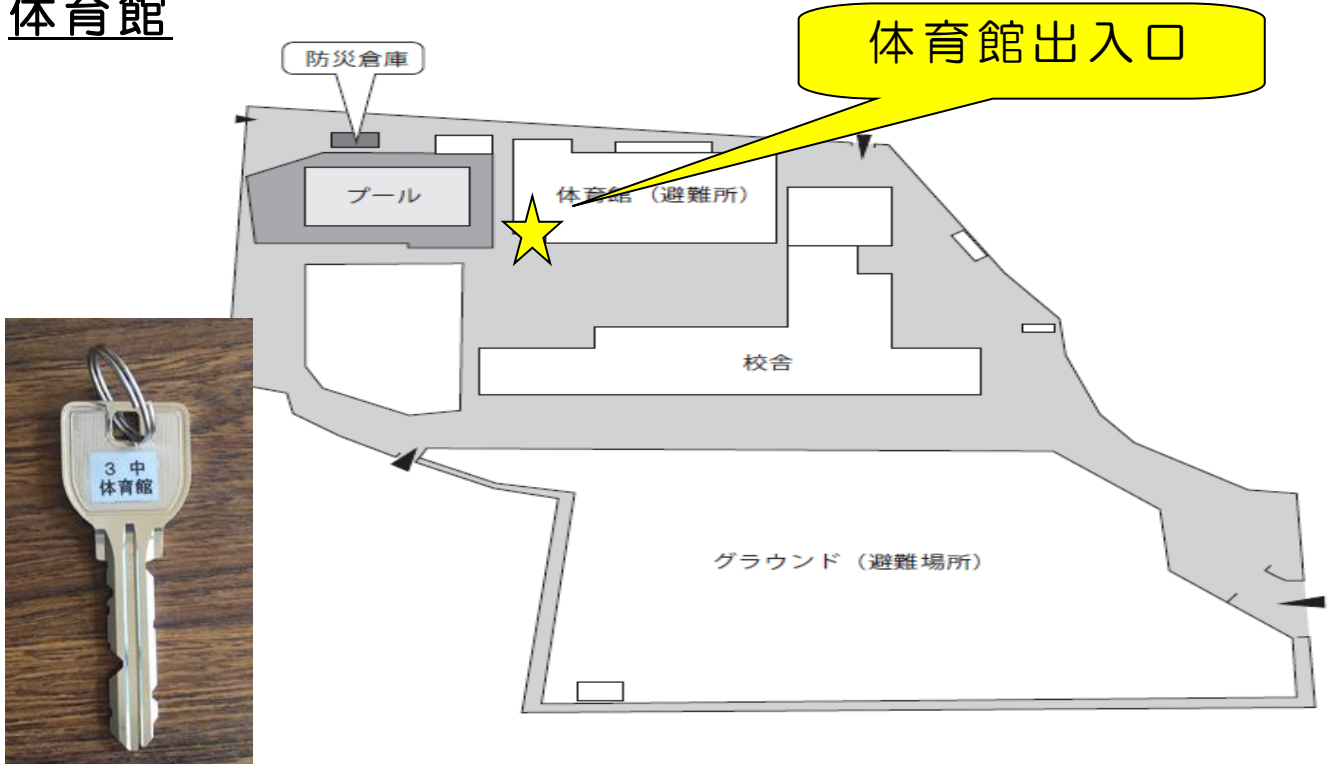 体育館
体育館出入口
防災倉庫
プール
体育館（避難所）
校舎
3 中
体育館
グラウンド（避難場所）